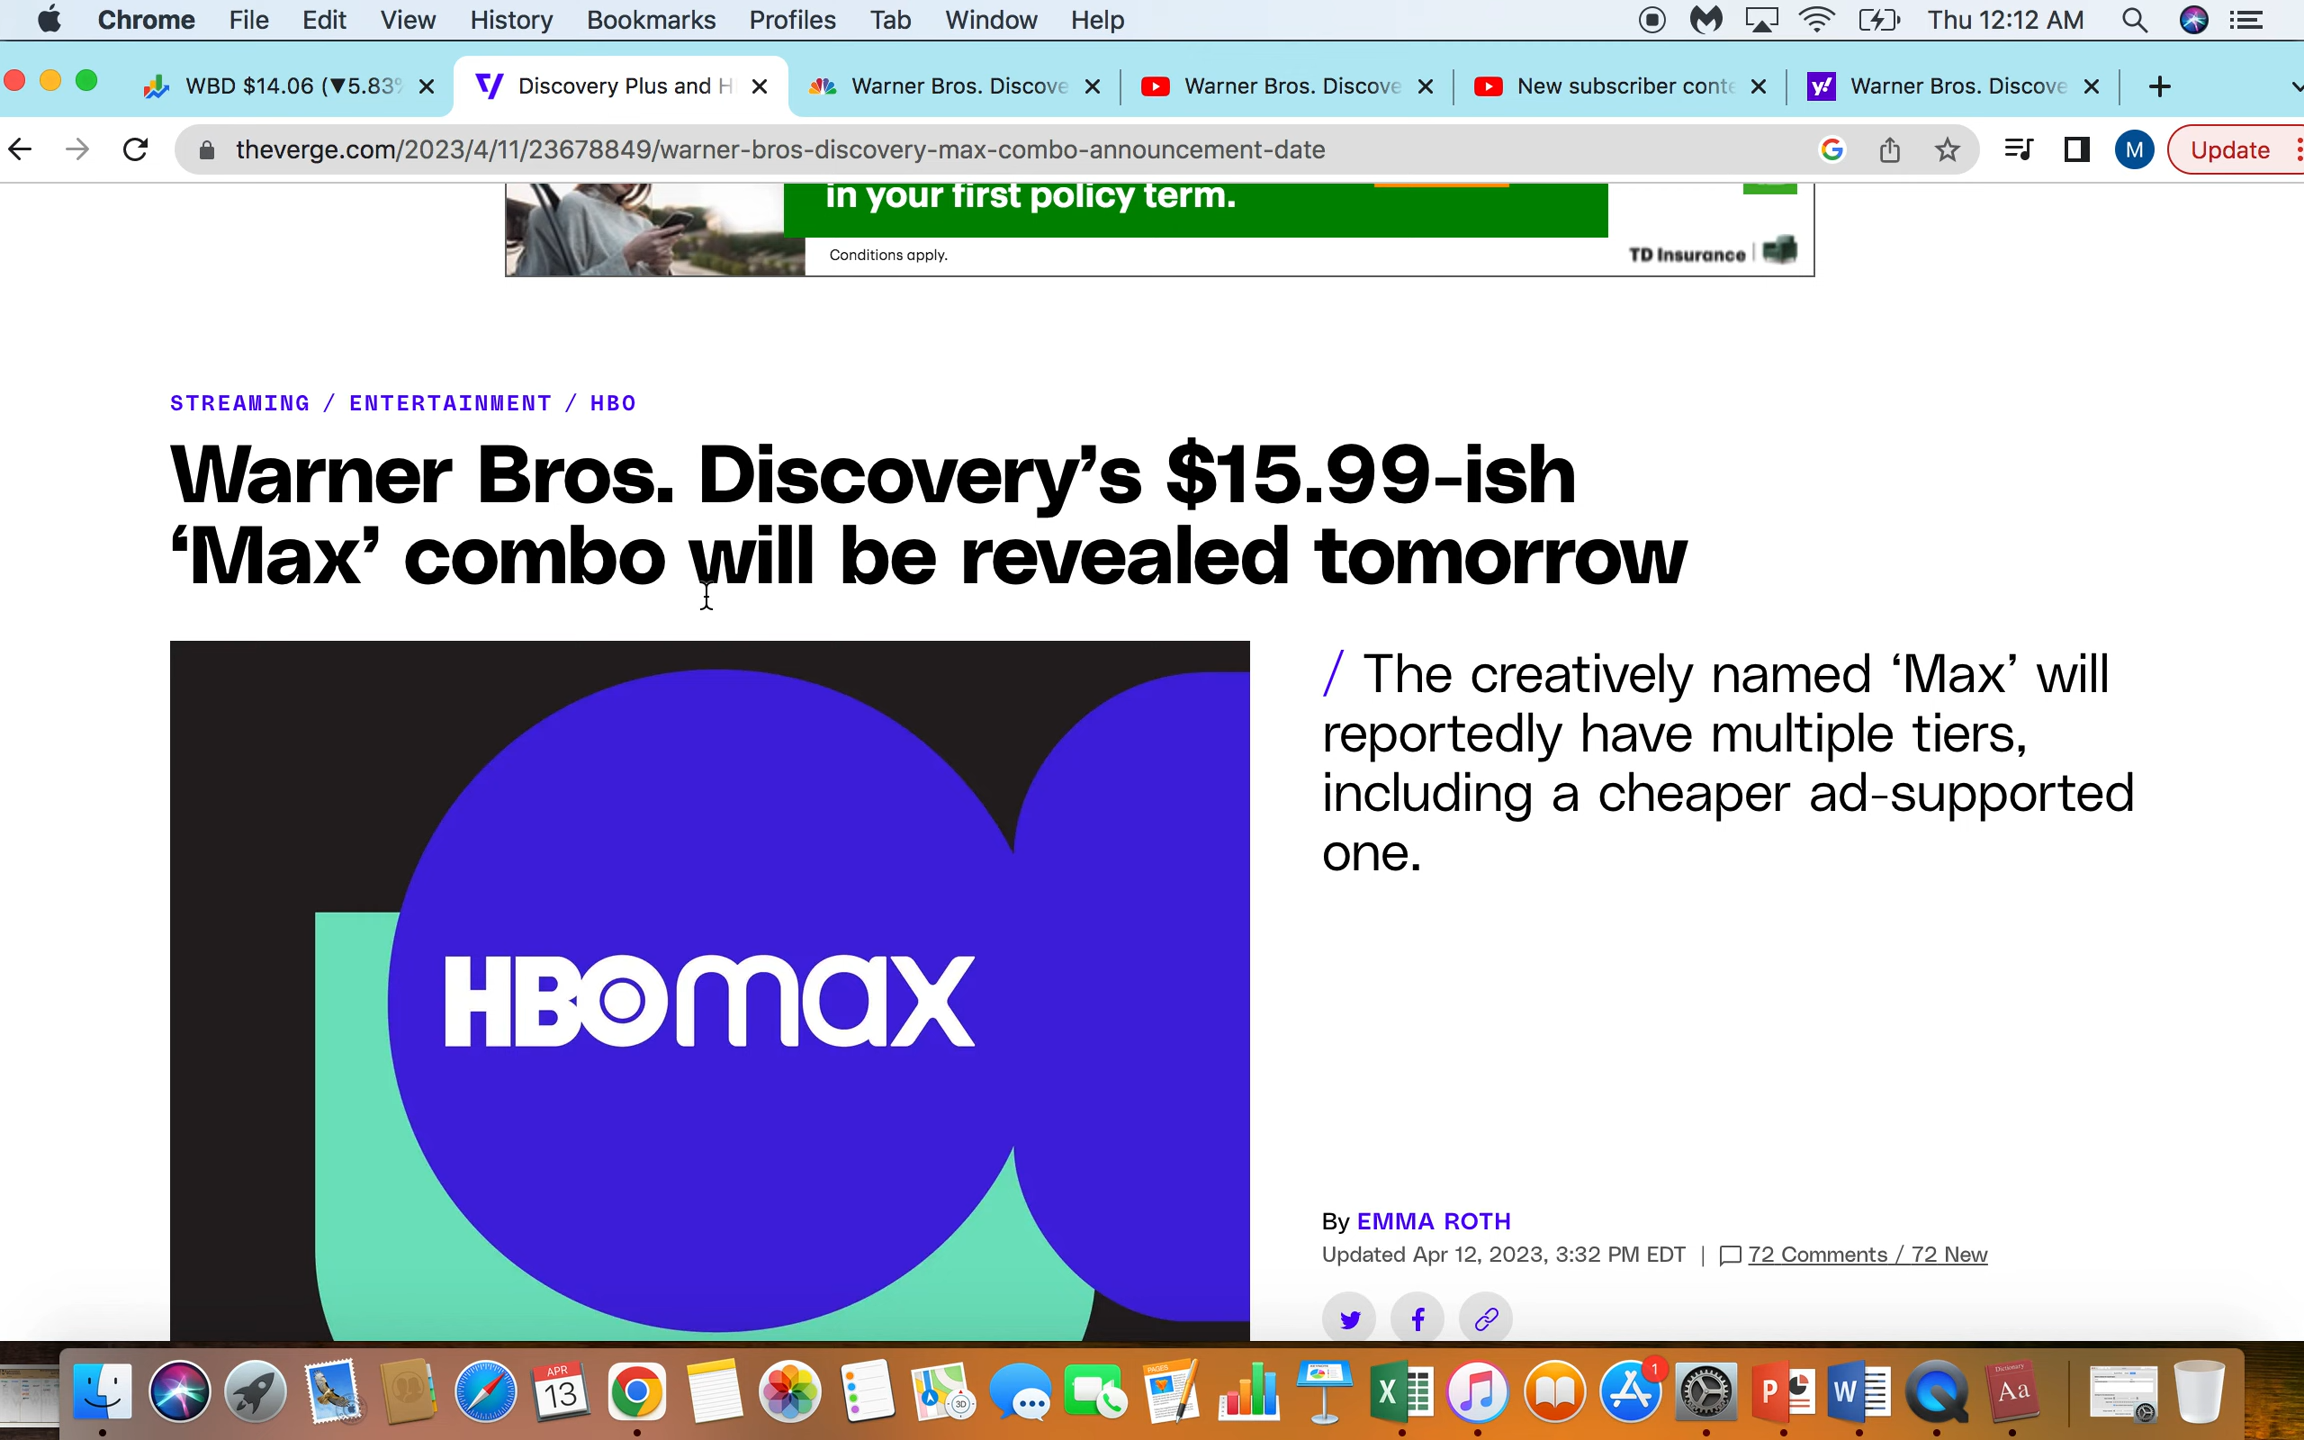 Chrome File Edit View History Bookmarks Profiles Tab Window Help Thu 12:12 AM
WBD $14.06 (▼5.83% Discovery Plus and H Warner Bros. Discove Warner Bros. Discove New subscriber conte Warner Bros. Discove
theverge.com/2023/4/11/23678849/warner-bros-discovery-max-combo-announcement-date M Update
in your first policy term.
Conditions apply.
TD Insurance
STREAMING / ENTERTAINMENT / HBO
Warner Bros. Discovery’s $15.99-ish
‘Max’ combo will be revealed tomorrow
HBOmax
/ The creatively named ‘Max’ will
reportedly have multiple tiers,
including a cheaper ad-supported
one.
By EMMA ROTH
Updated Apr 12, 2023, 3:32 PM EDT | 72 Comments / 72 New
APR
13
3D
PAGES
X
1
P
W
Dictionary
Aa